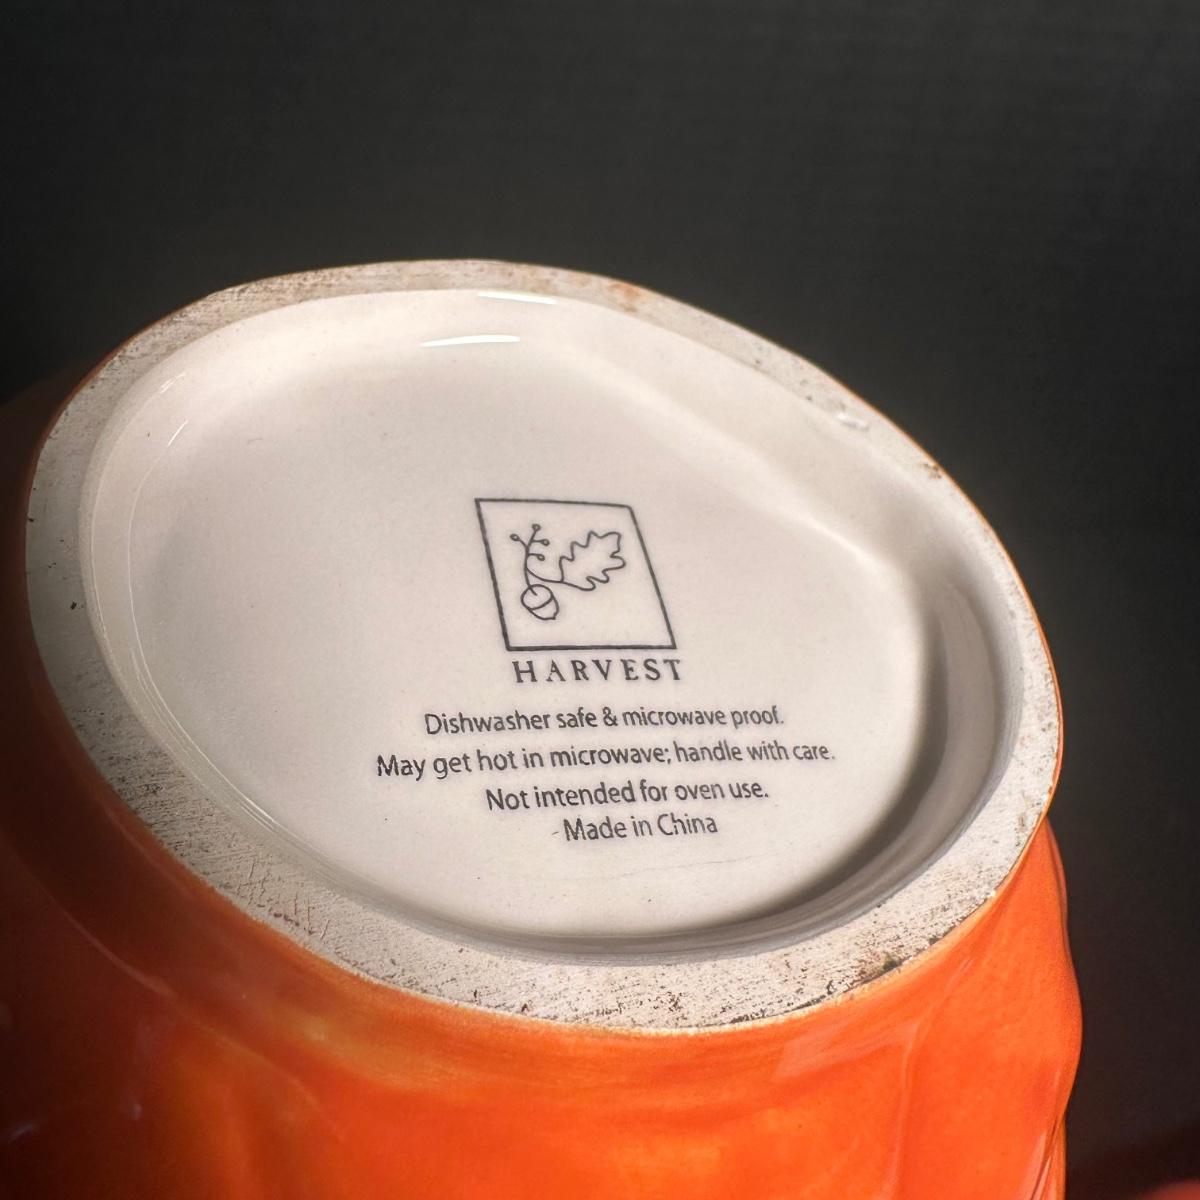 HARVEST
Dishwasher safe & microwave proof.
May get hot in microwave; handle with care.
Not intended for oven use.
Made in China